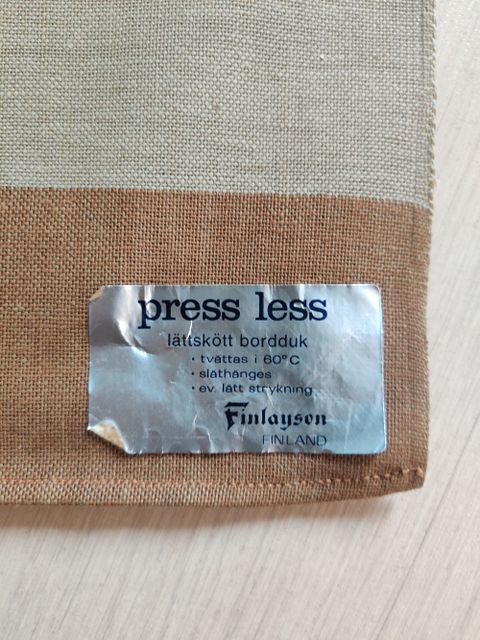 press less
lättskött bordduk
• tvättas i 60°C
• släthänges
• ev. lätt strykning
Finlayson
FINLAND